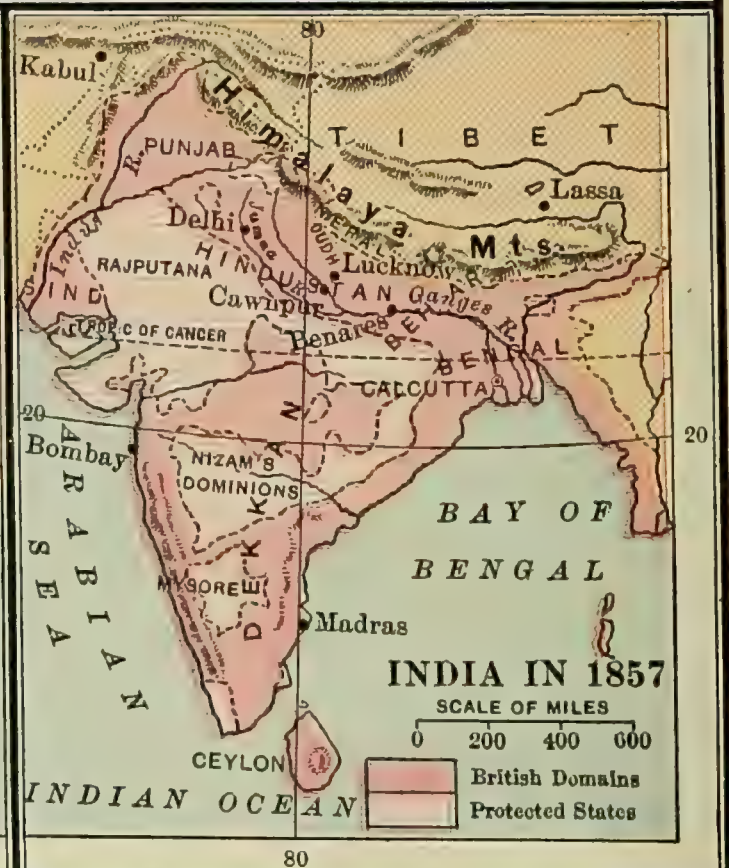 80
Kabul
Himalaya Mts.
TIBET
R.
PUNJAB
Lassa
Indus
Delhi
Jumna
OUDH
NEPAL
RAJPUTANA
HINDUSTAN
Lucknow
SIND
Cawnpur
Ganges R.
TROPIC OF CANCER
Benares
BEHAR
BENGAL
CALCUTTA
20
20
Bombay
NIZAM'S
DOMINIONS
DEKKAN
ARABIAN
SEA
BAY OF
BENGAL
MYSORE
Madras
INDIA IN 1857
SCALE OF MILES
0 200 400 600
CEYLON
British Domains
Protected States
INDIAN OCEAN
80